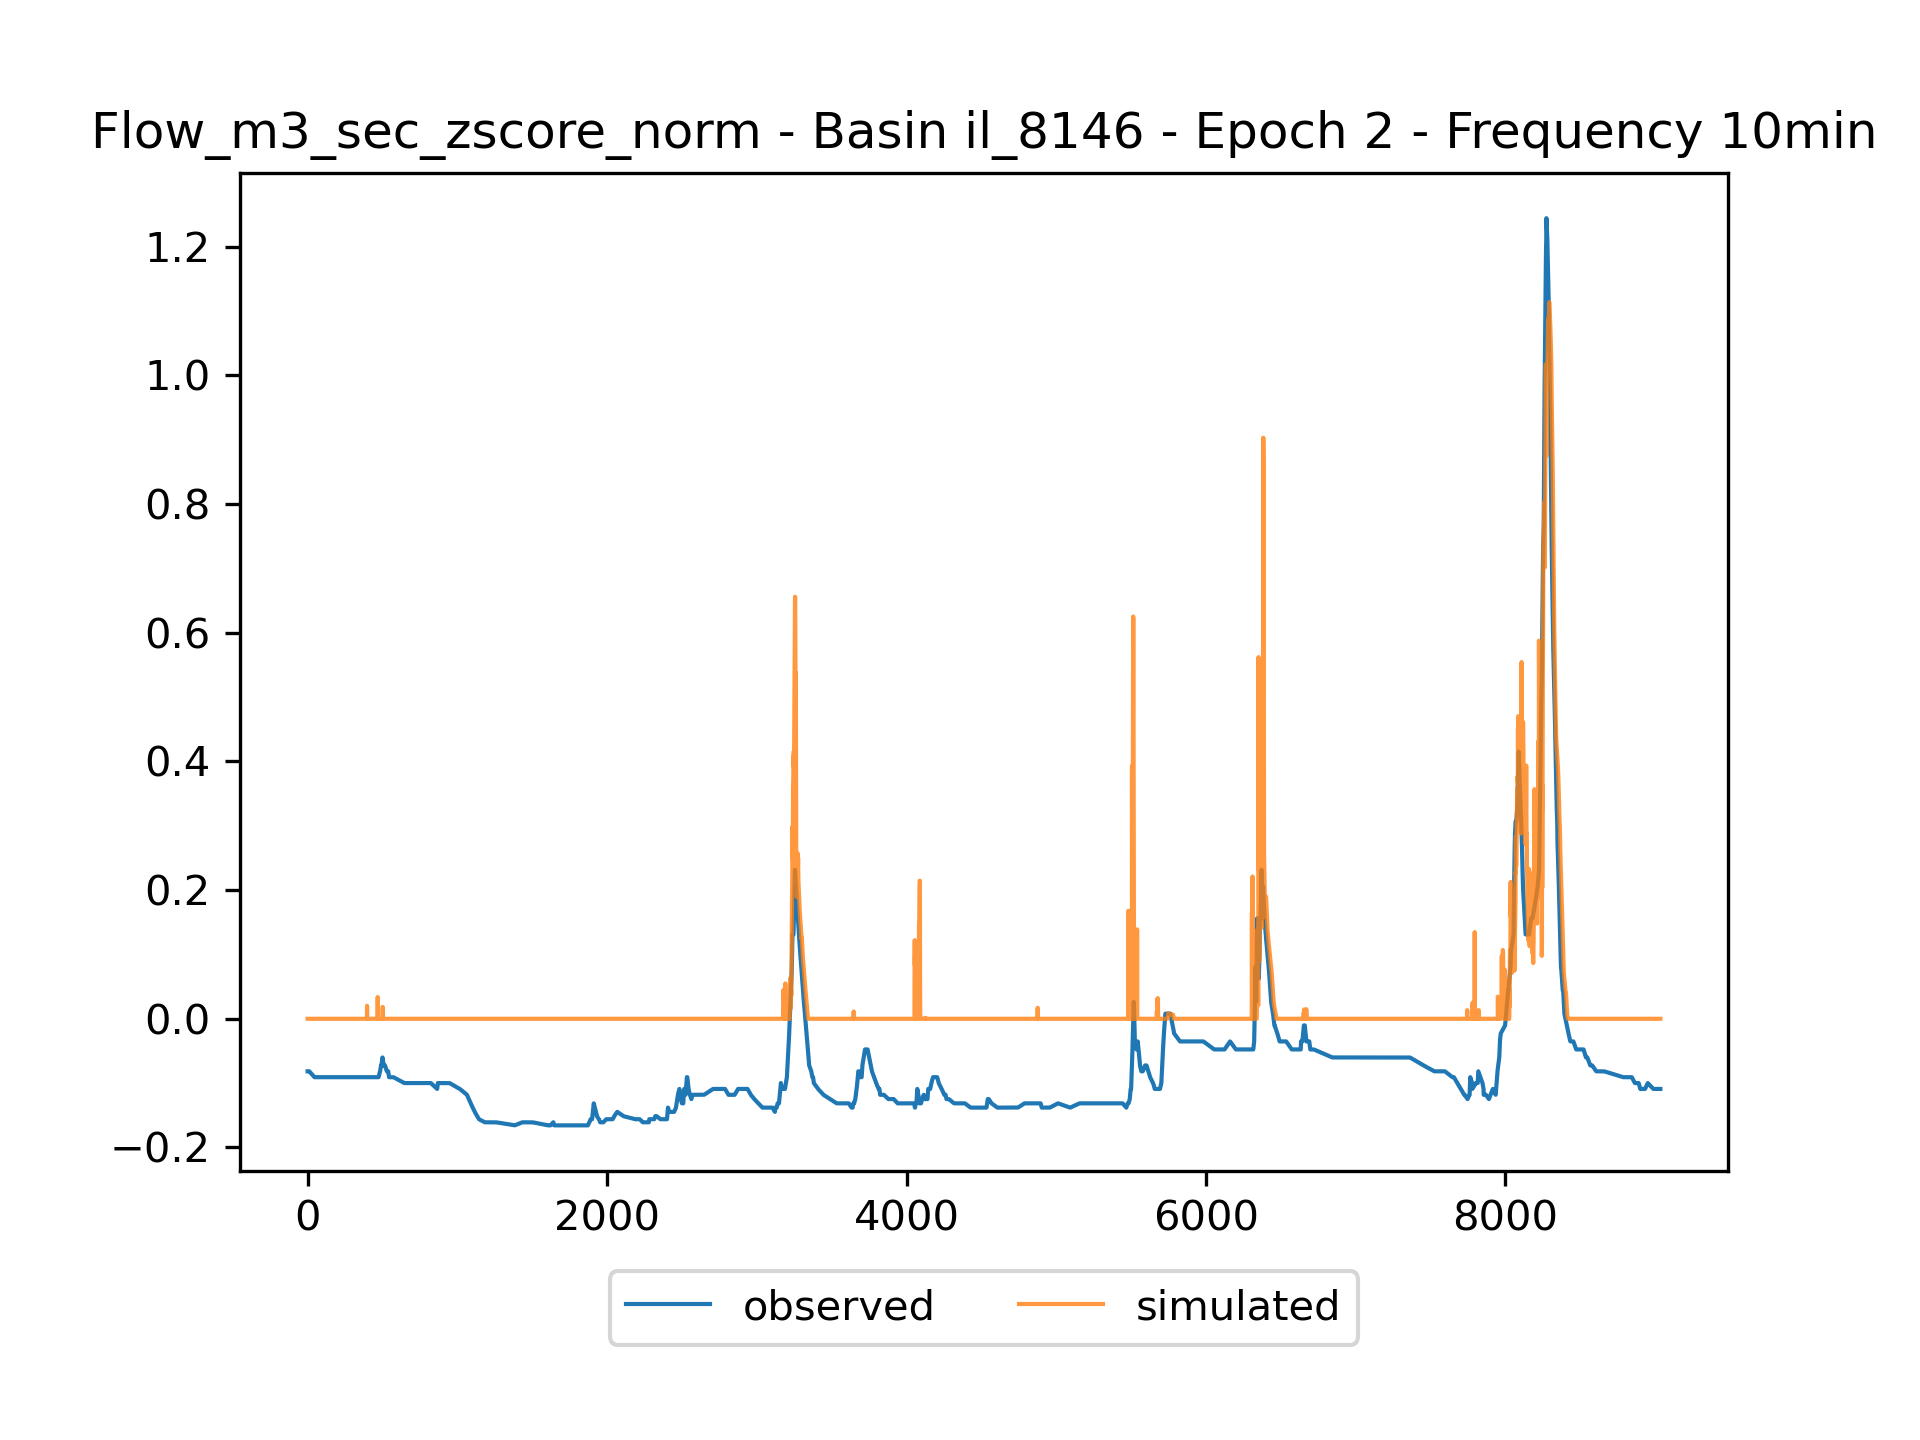 Flow_m3_sec_zscore_norm - Basin il_8146 - Epoch 2 - Frequency 10min
1.2
1.0
0.8
0.6
0.4
0.2
0.0
−0.2
0 2000 4000 6000 8000
observed simulated